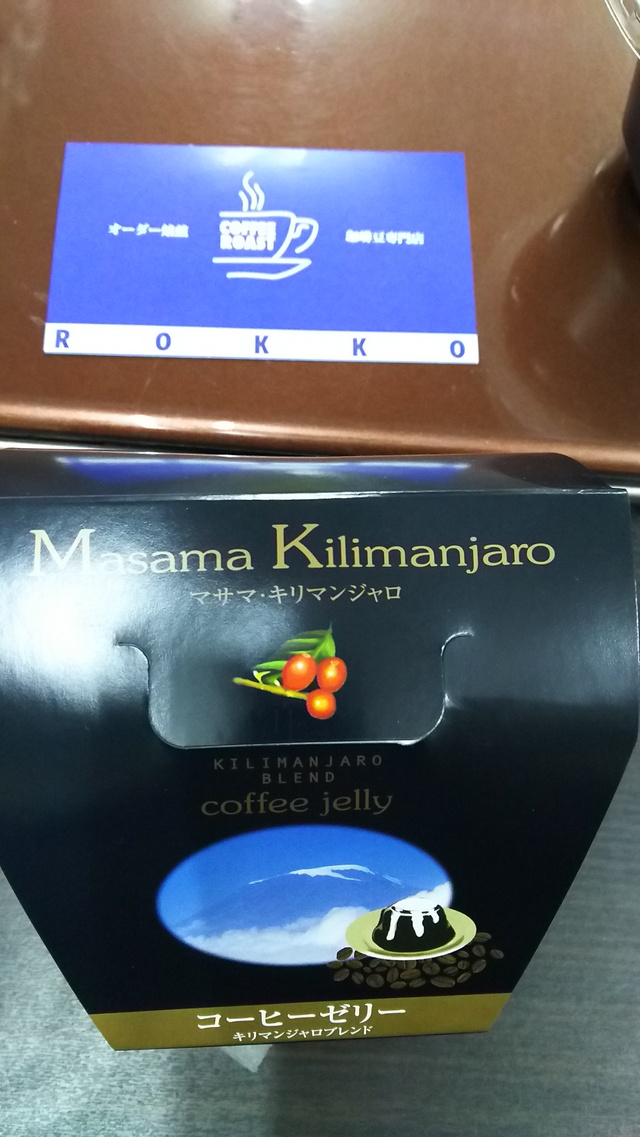 オーダー焙煎
COFFEE
ROAST
珈琲豆専門店
R O K K O
Masama Kilimanjaro
マサマ・キリマンジャロ
KILIMANJARO
BLEND
coffee jelly
コーヒーゼリー
キリマンジャロブレンド